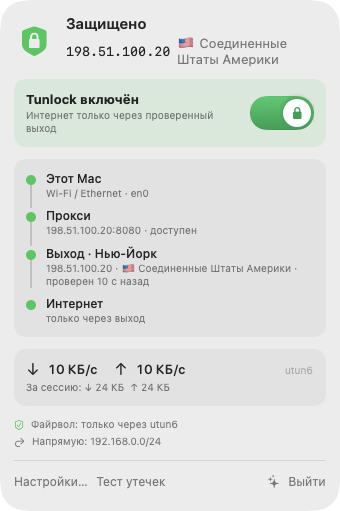 Защищено
198.51.100.20 🇺🇸 Соединенные
Штаты Америки
Tunlock включён
Интернет только через проверенный
выход
Этот Mac
Wi-Fi / Ethernet · en0
Прокси
198.51.100.20:8080 · доступен
Выход · Нью-Йорк
198.51.100.20 · 🇺🇸 Соединенные Штаты Америки ·
проверен 10 с назад
Интернет
только через выход
↓ 10 КБ/с ↑ 10 КБ/с utun6
За сессию: ↓ 24 КБ ↑ 24 КБ
Файрвол: только через utun6
Напрямую: 192.168.0.0/24
Настройки... Тест утечек Выйти